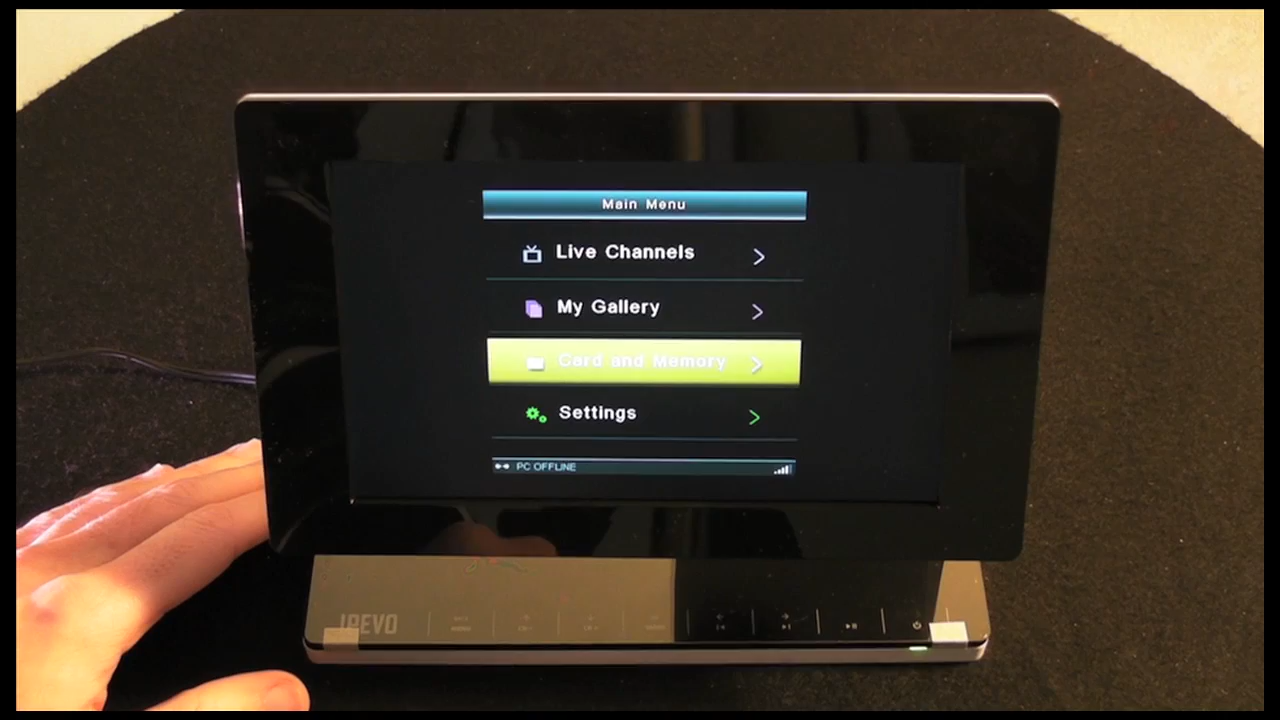 Main Menu
Live Channels
My Gallery
Card and Memory
Settings
PC OFFLINE
IPEVO